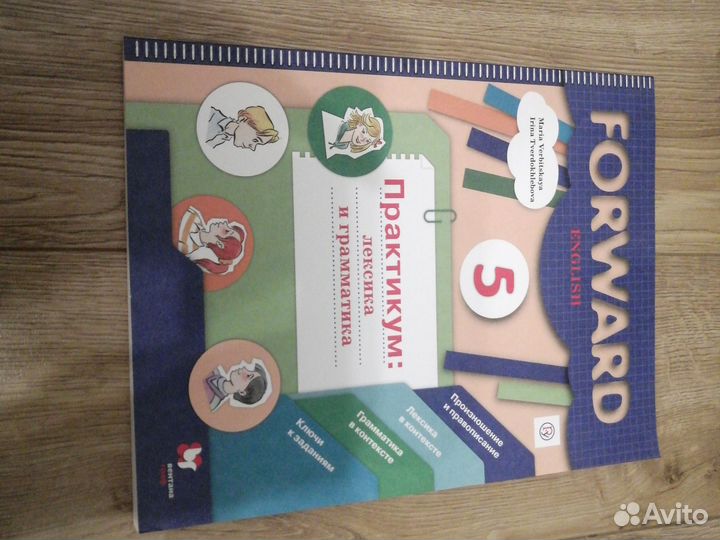 FORWARD
ENGLISH
Maria Verbitskaya
Irina Tverdokhlebova
5
Практикум:
лексика
и грамматика
Произношение
и правописание
Лексика
в контексте
Грамматика
в контексте
Ключи
к заданиям
вентана
граф
Avito